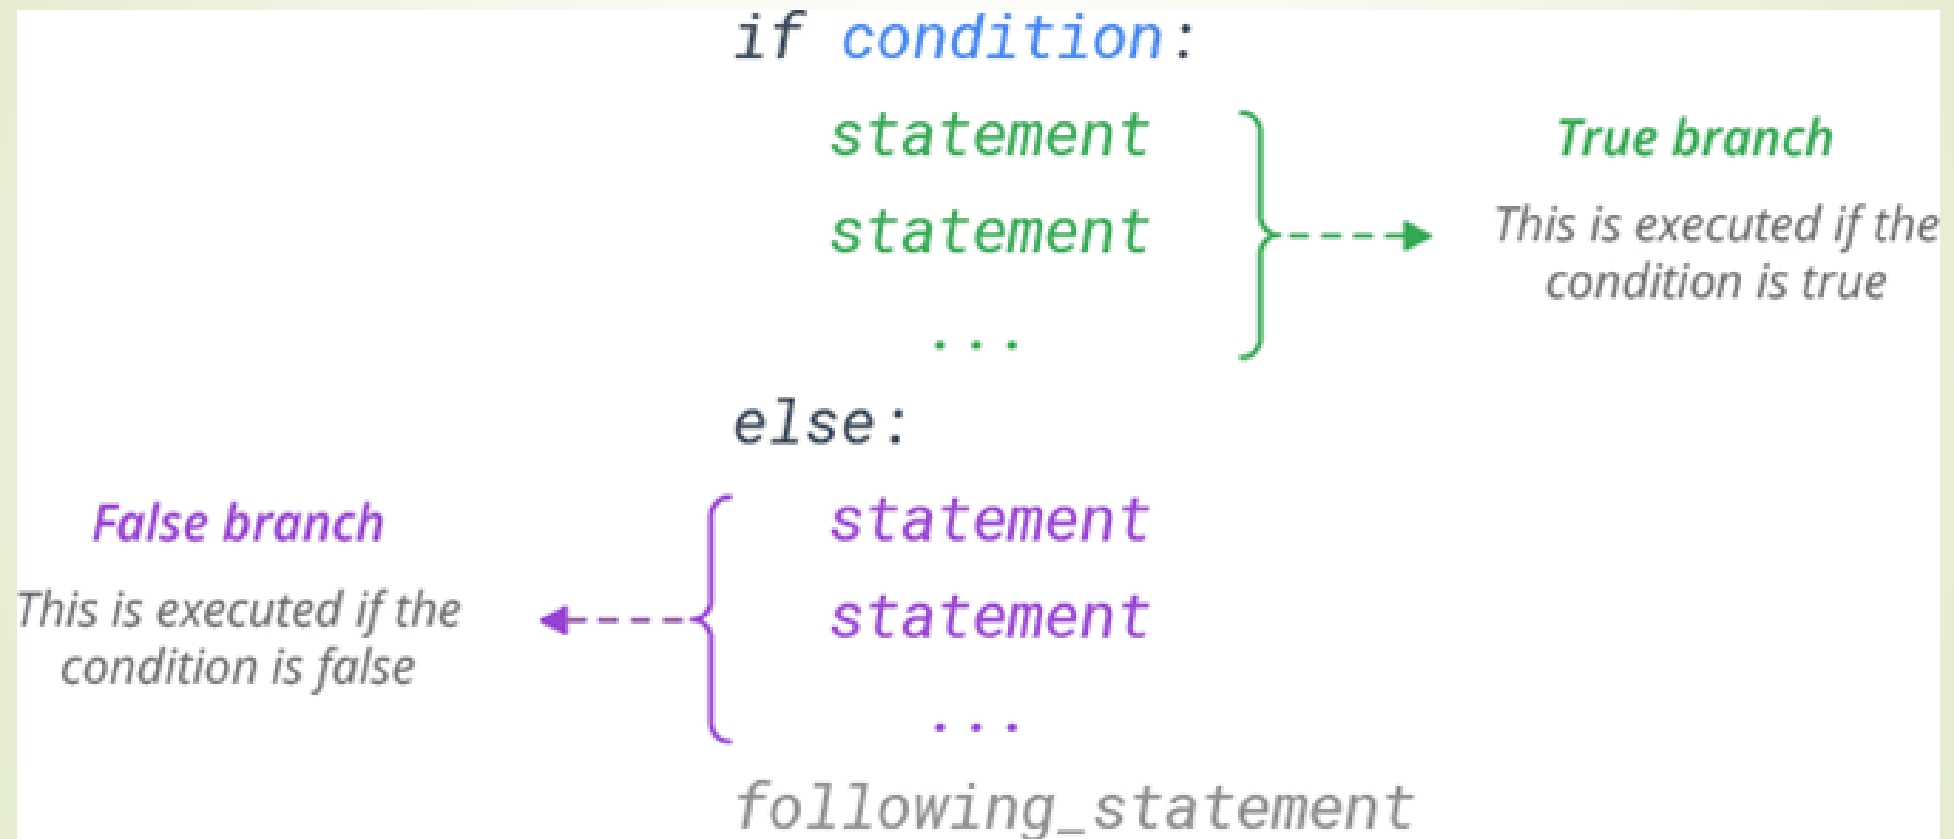 if condition:
statement
True branch
statement
This is executed if the
condition is true
...
else:
False branch
statement
This is executed if the
condition is false
statement
...
following_statement